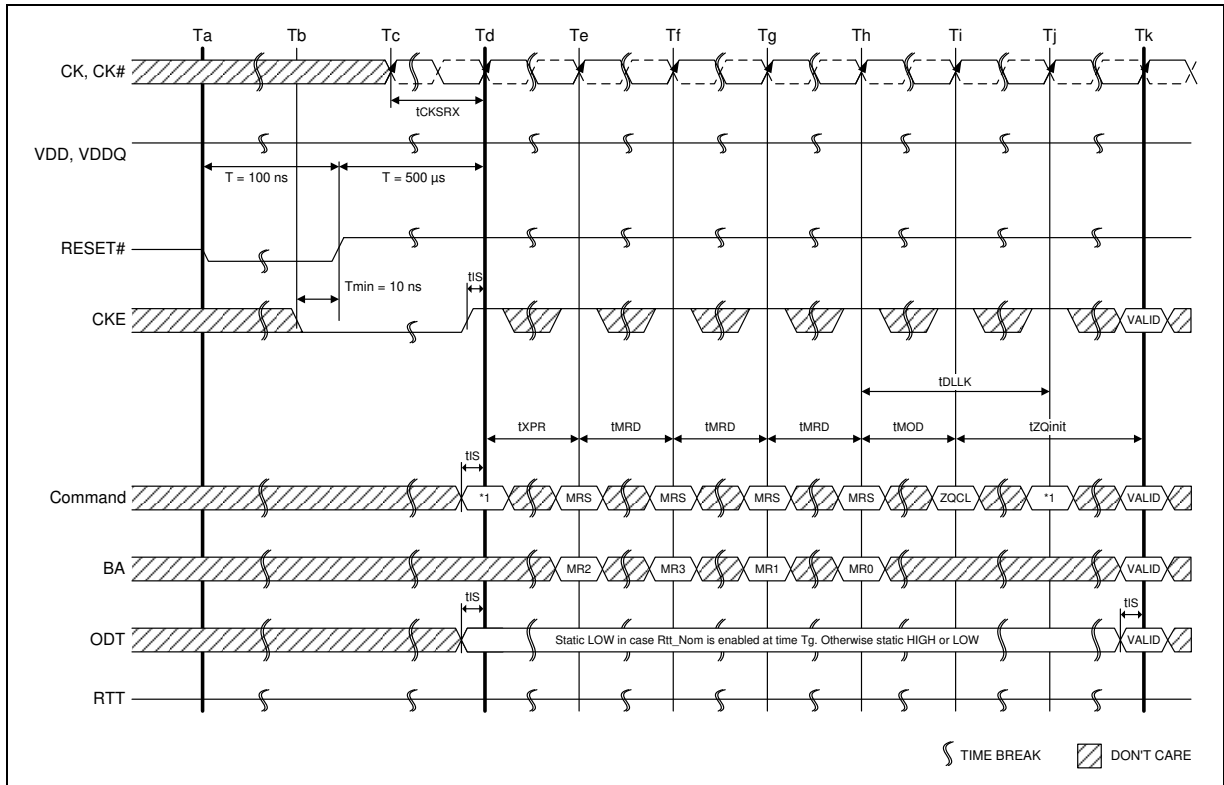 Ta Tb Tc Td Te Tf Tg Th Ti Tj Tk
CK, CK#
tCKSRX
VDD, VDDQ
T = 100 ns T = 500 µs
RESET#
tIS
Tmin = 10 ns
CKE
VALID
tDLLK
tXPR tMRD tMRD tMRD tMOD tZQinit
tIS
Command *1 MRS MRS MRS MRS ZQCL *1 VALID
BA MR2 MR3 MR1 MR0 VALID
tIS tIS
ODT Static LOW in case Rtt_Nom is enabled at time Tg. Otherwise static HIGH or LOW VALID
RTT
TIME BREAK DON'T CARE